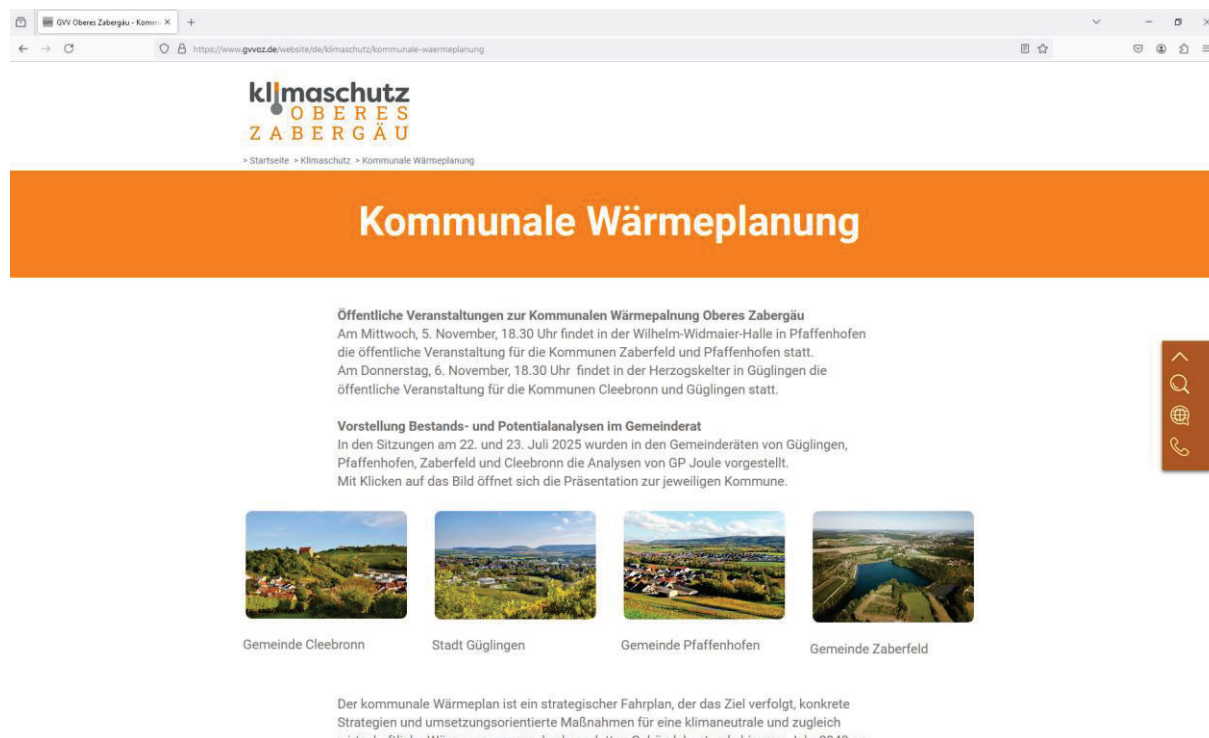 GVV Oberes Zabergäu - Komm
https://www.gvvoz.de/website/de/klimaschutz/kommunale-waermeplanung
klimaschutz
OBERES
ZABERGÄU
> Startseite > Klimaschutz > Kommunale Wärmeplanung
Kommunale Wärmeplanung
Öffentliche Veranstaltungen zur Kommunalen Wärmepalnung Oberes Zabergäu
Am Mittwoch, 5. November, 18.30 Uhr findet in der Wilhelm-Widmaier-Halle in Pfaffenhofen
die öffentliche Veranstaltung für die Kommunen Zaberfeld und Pfaffenhofen statt.
Am Donnerstag, 6. November, 18.30 Uhr findet in der Herzogskelter in Güglingen die
öffentliche Veranstaltung für die Kommunen Cleebronn und Güglingen statt.
Vorstellung Bestands- und Potentialanalysen im Gemeinderat
In den Sitzungen am 22. und 23. Juli 2025 wurden in den Gemeinderäten von Güglingen,
Pfaffenhofen, Zaberfeld und Cleebronn die Analysen von GP Joule vorgestellt.
Mit Klicken auf das Bild öffnet sich die Präsentation zur jeweiligen Kommune.
Gemeinde Cleebronn
Stadt Güglingen
Gemeinde Pfaffenhofen
Gemeinde Zaberfeld
Der kommunale Wärmeplan ist ein strategischer Fahrplan, der das Ziel verfolgt, konkrete
Strategien und umsetzungsorientierte Maßnahmen für eine klimaneutrale und zugleich